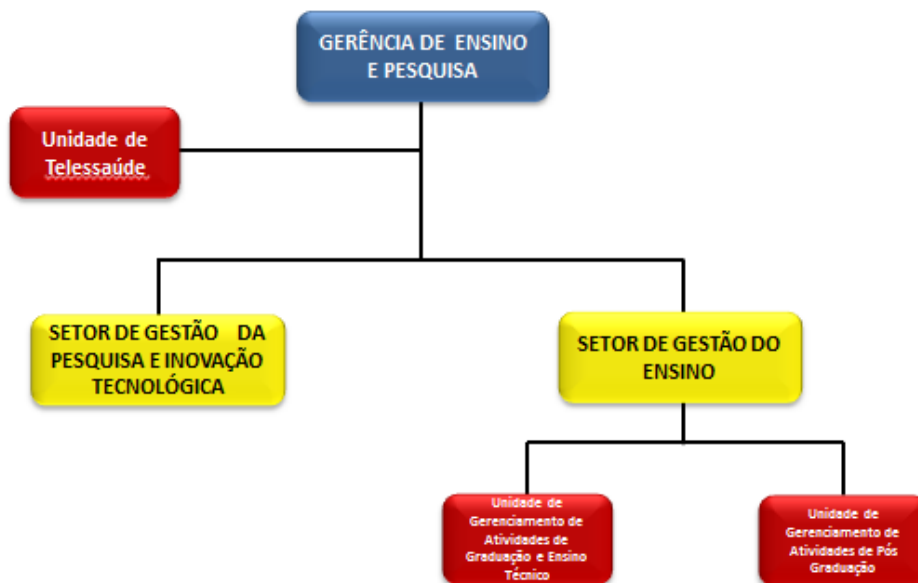 GERÊNCIA DE ENSINO
E PESQUISA
Unidade de
Telessaúde
SETOR DE GESTÃO DA
PESQUISA E INOVAÇÃO
TECNOLÓGICA
SETOR DE GESTÃO DO
ENSINO
Unidade de
Gerenciamento de
Atividades de
Graduação e Ensino
Técnico
Unidade de
Gerenciamento de
Atividades de Pós
Graduação